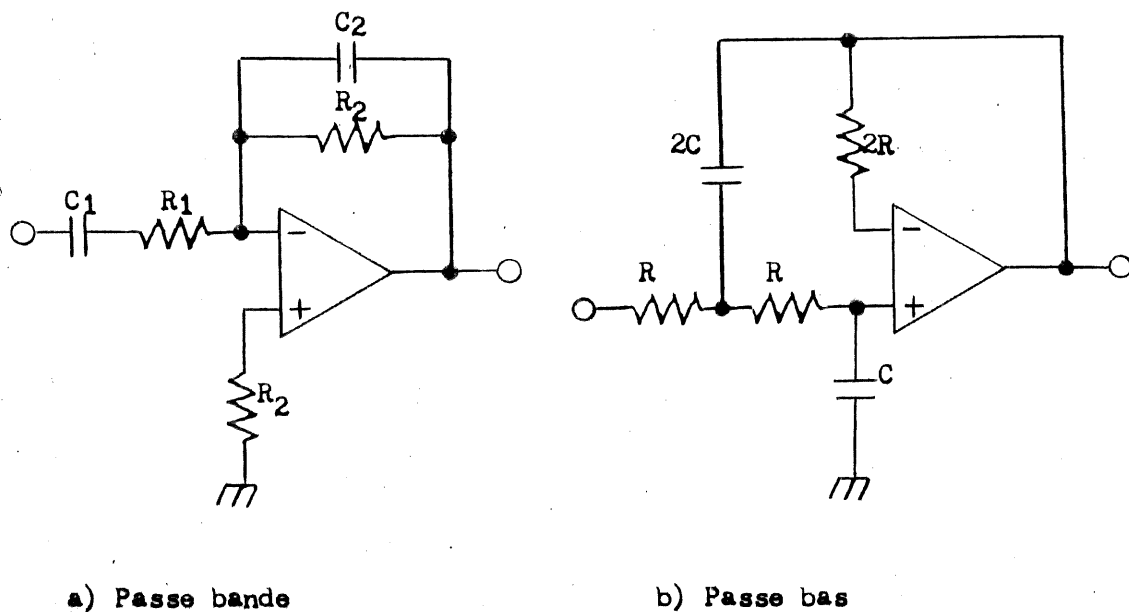 C2
R2
C1
R1
−
+
R2
2C
2R
−
R
R
+
C
a) Passe bande
b) Passe bas